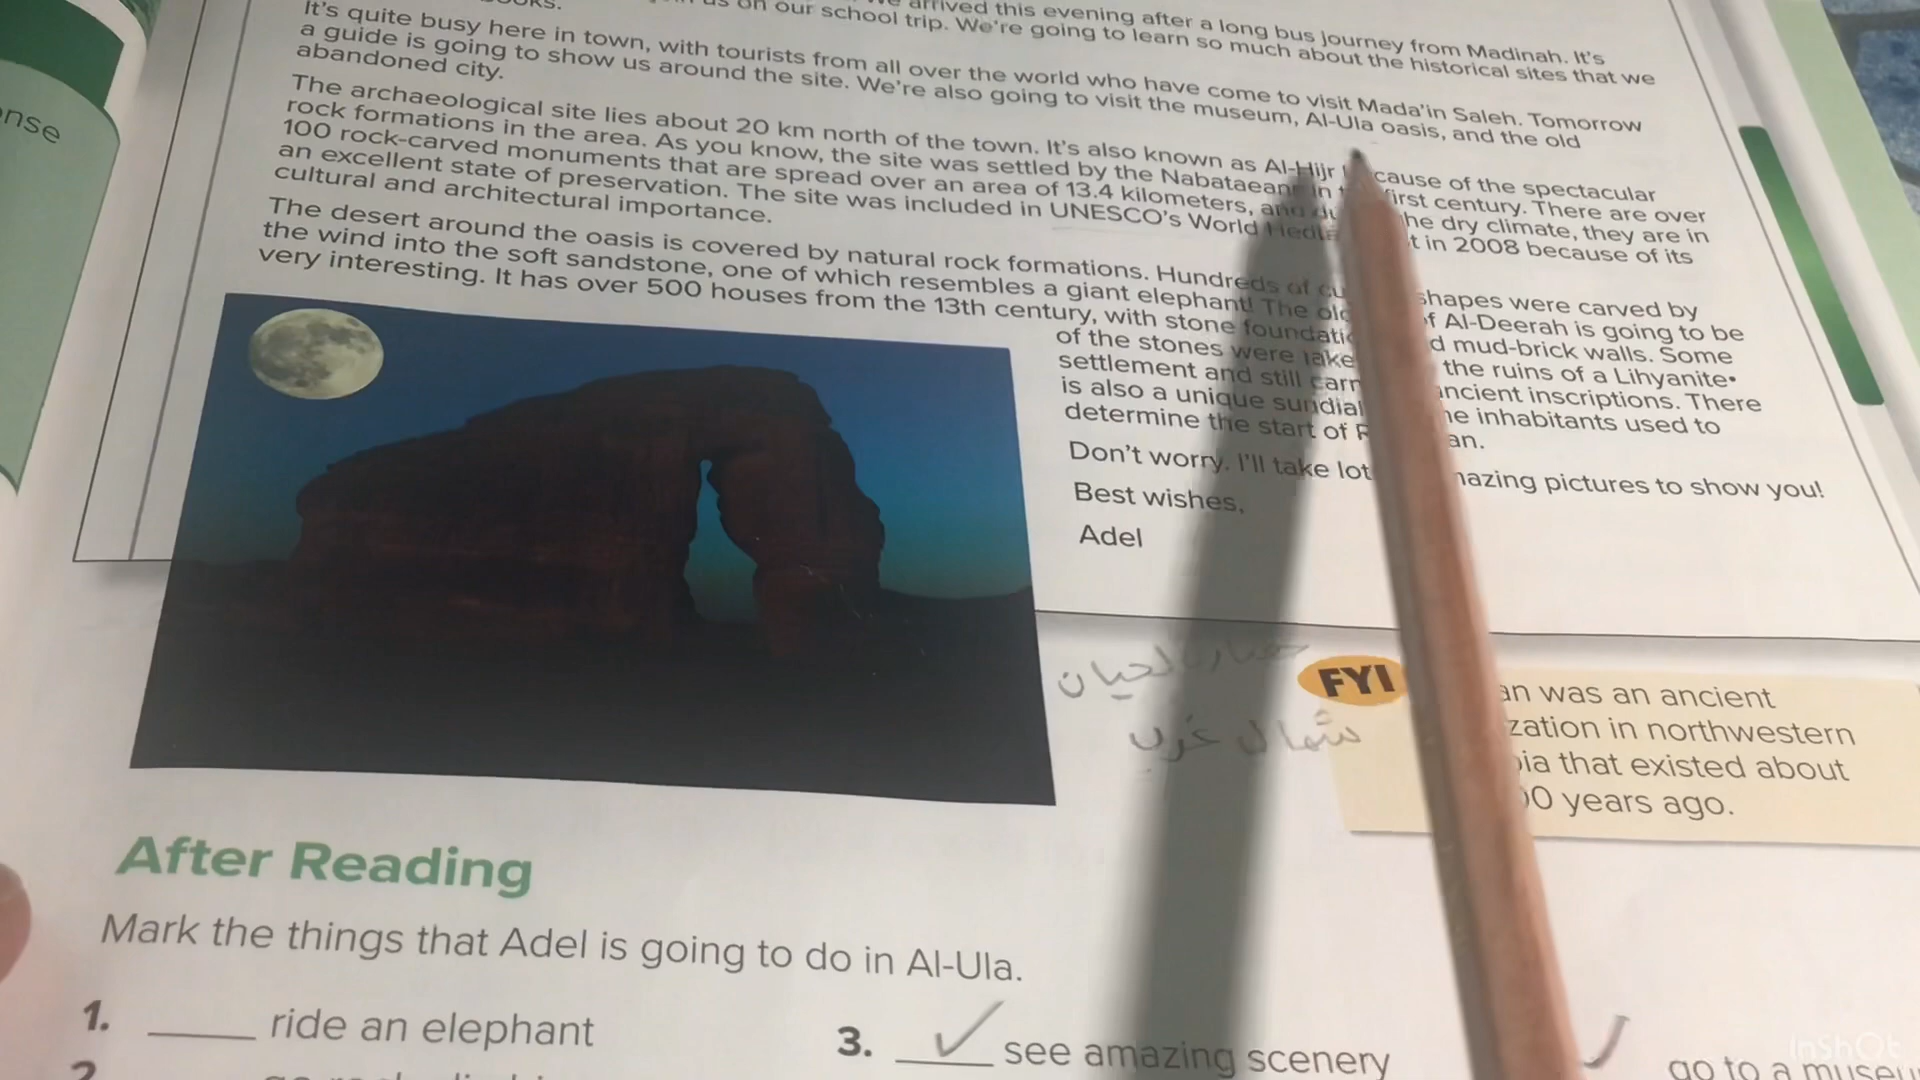 arrived this evening after a long bus journey from Madinah. It's
us on our school trip. We're going to learn so much about the historical sites that we
It's quite busy here in town, with tourists from all over the world who have come to visit Mada'in Saleh. Tomorrow
a guide is going to show us around the site. We're also going to visit the museum, Al-Ula oasis, and the old
abandoned city.
The archaeological site lies about 20 km north of the town. It's also known as Al-Hijr cause of the spectacular
rock formations in the area. As you know, the site was settled by the Nabataeans in first century. There are over
100 rock-carved monuments that are spread over an area of 13.4 kilometers, and he dry climate, they are in
an excellent state of preservation. The site was included in UNESCO's World t in 2008 because of its
cultural and architectural importance.
The desert around the oasis is covered by natural rock formations. Hundreds of shapes were carved by
the wind into the soft sandstone, one of which resembles a giant elephant! The old f Al-Deerah is going to be
very interesting. It has over 500 houses from the 13th century, with stone foundatio d mud-brick walls. Some
of the stones were take the ruins of a Lihyanite•
settlement and still carr ancient inscriptions. There
is also a unique sundial he inhabitants used to
determine the start of R an.
Don't worry. I'll take lot mazing pictures to show you!
Best wishes,
Adel
nse
حضارة لحيان
شمال غرب
FYI
an was an ancient
zation in northwestern
ia that existed about
00 years ago.
After Reading
Mark the things that Adel is going to do in Al-Ula.
1. ____ ride an elephant
3. ✓ see amazing scenery
✓ go to a museu
2.
InShOt